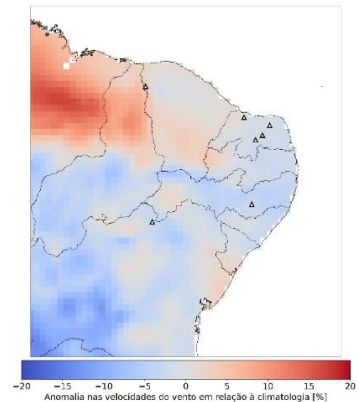 −20 −15 −10 −5 0 5 10 15 20
Anomalia nas velocidades do vento em relação à climatologia [%]